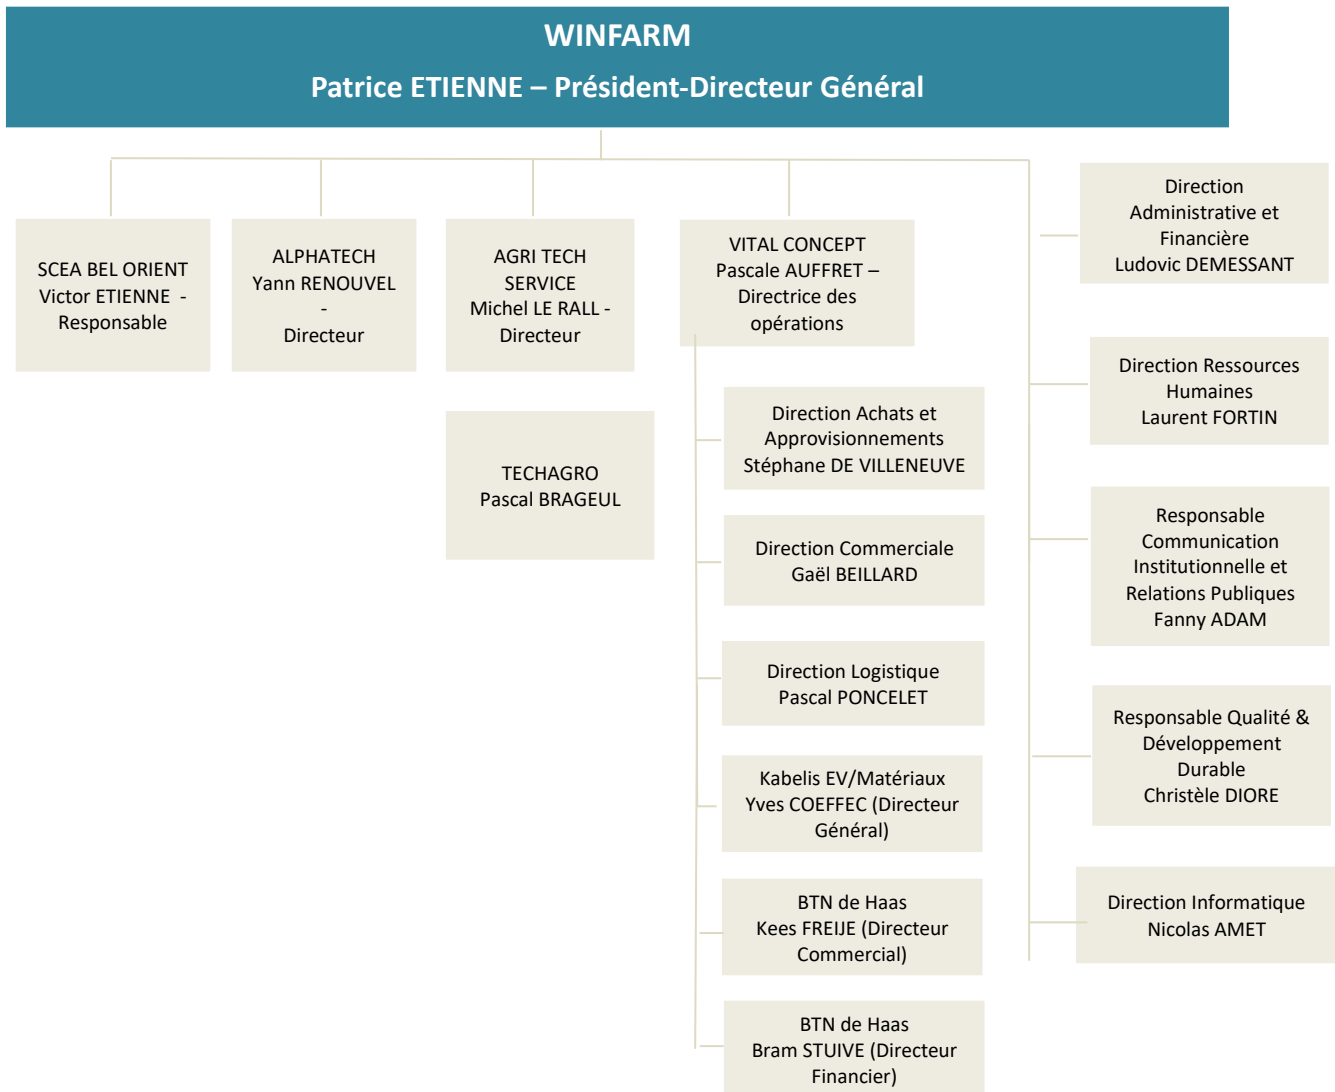 WINFARM
Patrice ETIENNE – Président-Directeur Général
SCEA BEL ORIENT
Victor ETIENNE -
Responsable
ALPHATECH
Yann RENOUVEL
-
Directeur
AGRI TECH
SERVICE
Michel LE RALL -
Directeur
VITAL CONCEPT
Pascale AUFFRET –
Directrice des
opérations
TECHAGRO
Pascal BRAGEUL
Direction Achats et
Approvisionnements
Stéphane DE VILLENEUVE
Direction Commerciale
Gaël BEILLARD
Direction Logistique
Pascal PONCELET
Kabelis EV/Matériaux
Yves COEFFEC (Directeur
Général)
BTN de Haas
Kees FREIJE (Directeur
Commercial)
BTN de Haas
Bram STUIVE (Directeur
Financier)
Direction
Administrative et
Financière
Ludovic DEMESSANT
Direction Ressources
Humaines
Laurent FORTIN
Responsable
Communication
Institutionnelle et
Relations Publiques
Fanny ADAM
Responsable Qualité &
Développement
Durable
Christèle DIORE
Direction Informatique
Nicolas AMET